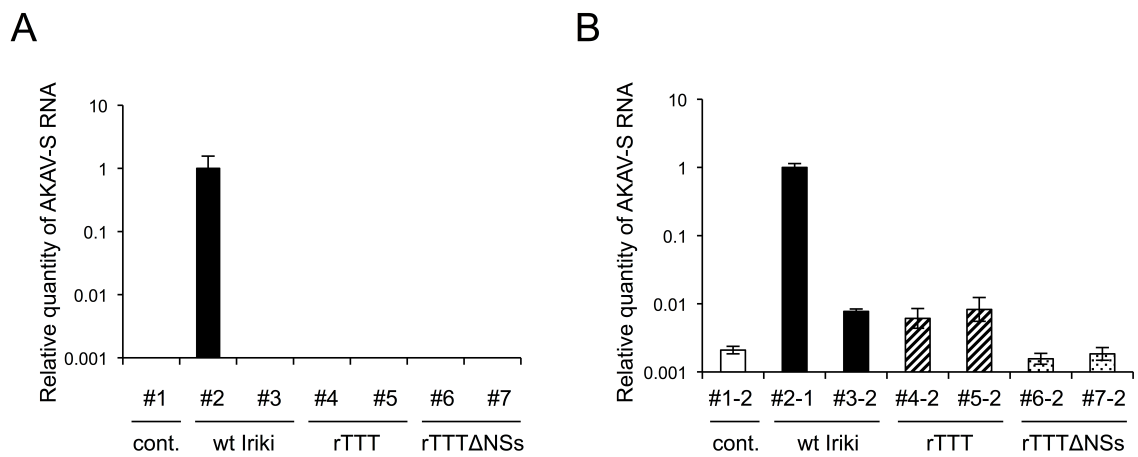 A
Relative quantity of AKAV-S RNA
10
1
0.1
0.01
0.001
#1 #2 #3 #4 #5 #6 #7
cont. wt Iriki rTTT rTTTΔNSs
B
Relative quantity of AKAV-S RNA
10
1
0.1
0.01
0.001
#1-2 #2-1 #3-2 #4-2 #5-2 #6-2 #7-2
cont. wt Iriki rTTT rTTTΔNSs